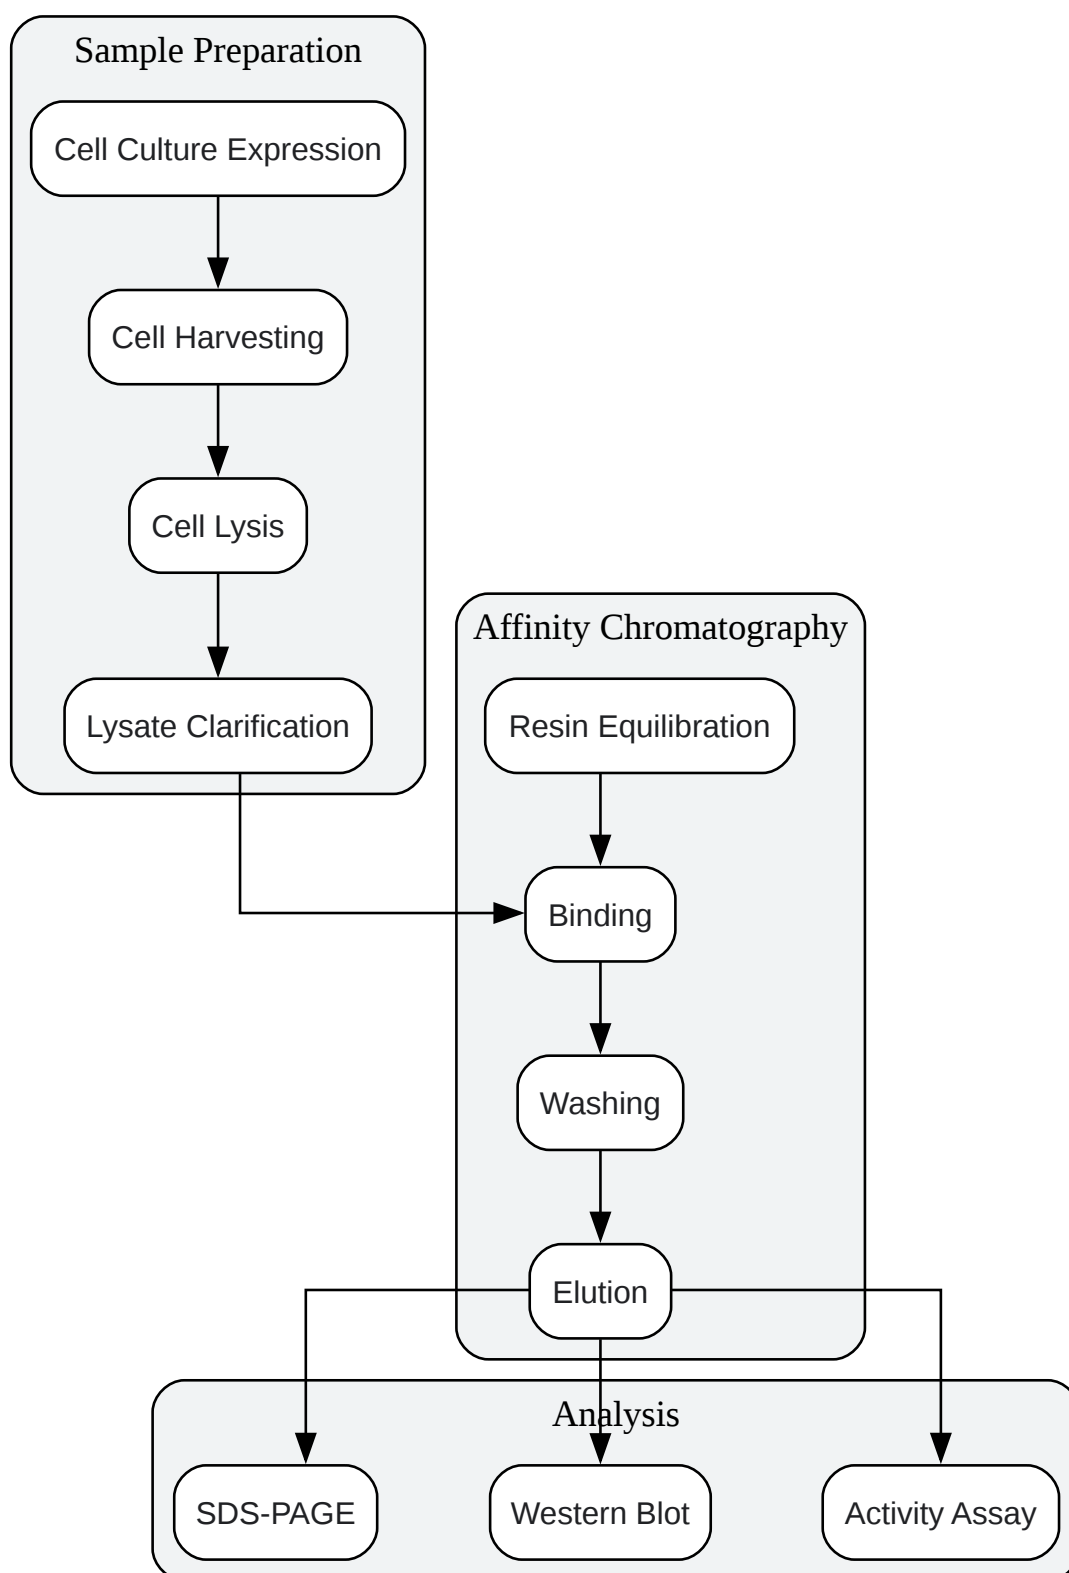 Sample Preparation
Cell Culture Expression
Cell Harvesting
Cell Lysis
Lysate Clarification
Affinity Chromatography
Resin Equilibration
Binding
Washing
Elution
Analysis
SDS-PAGE
Western Blot
Activity Assay